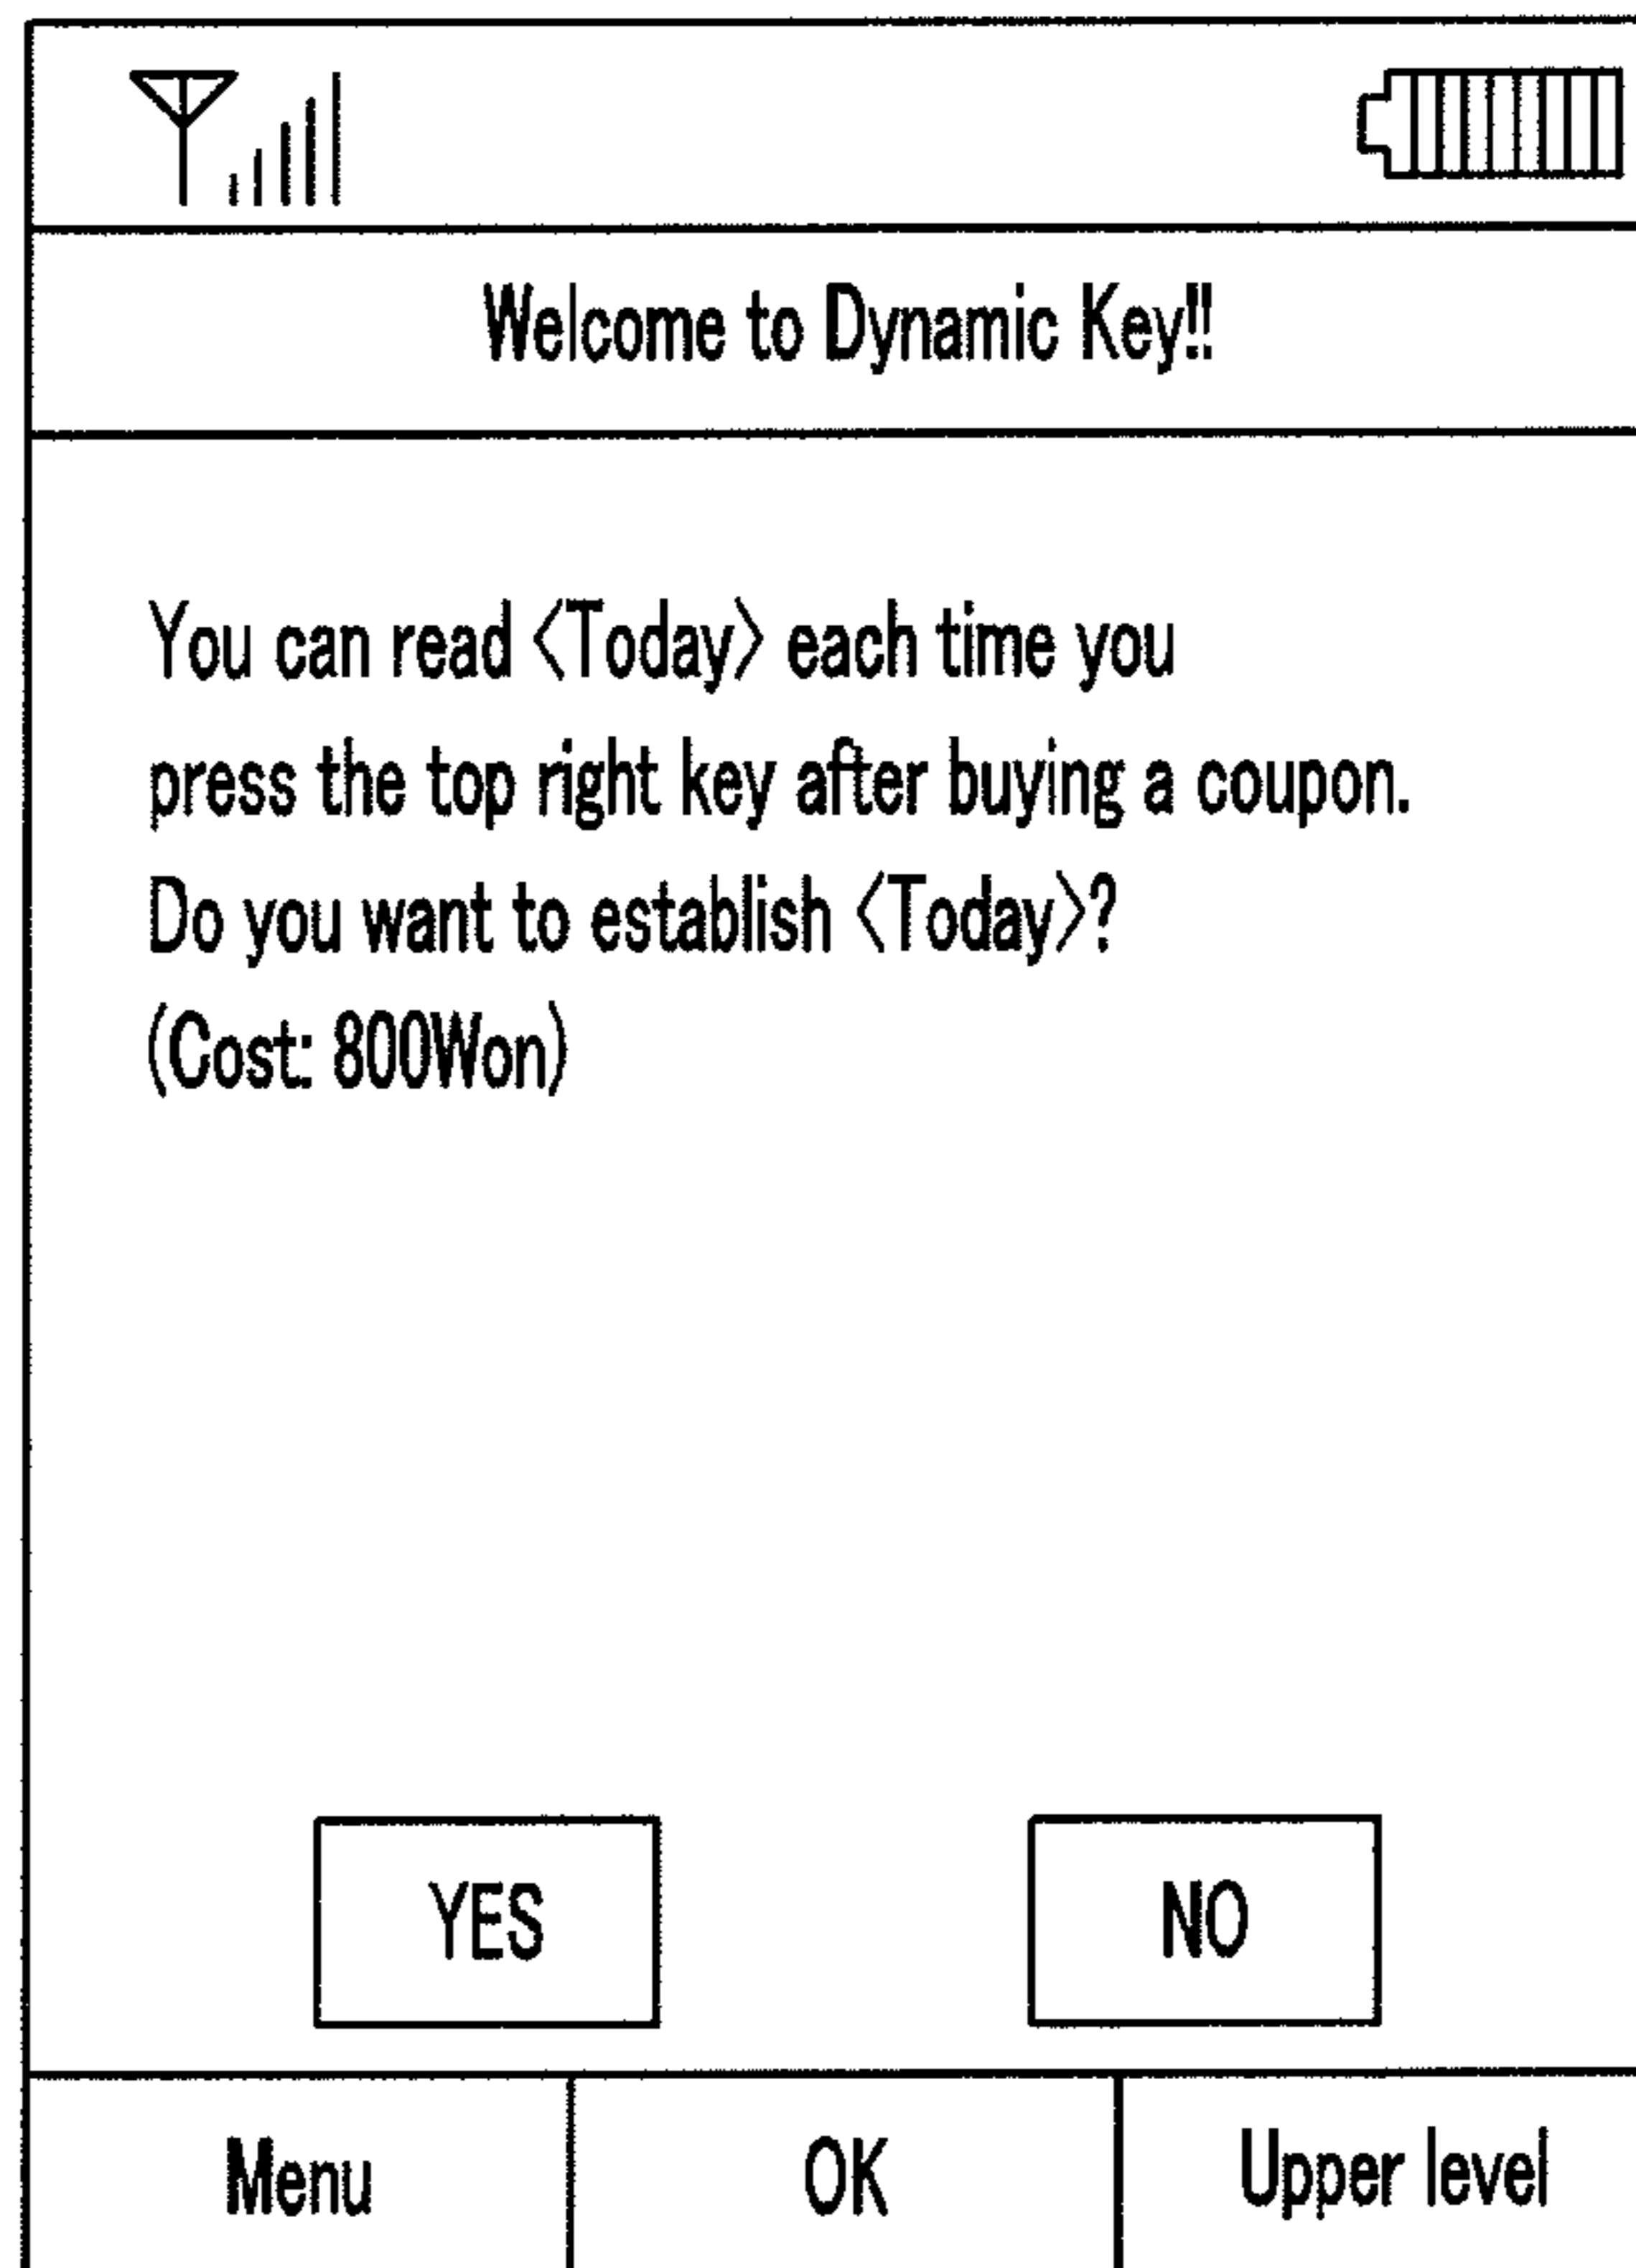 Welcome to Dynamic Key!!
You can read <Today> each time you
press the top right key after buying a coupon.
Do you want to establish <Today>?
(Cost: 800Won)
YES
NO
Menu
OK
Upper level